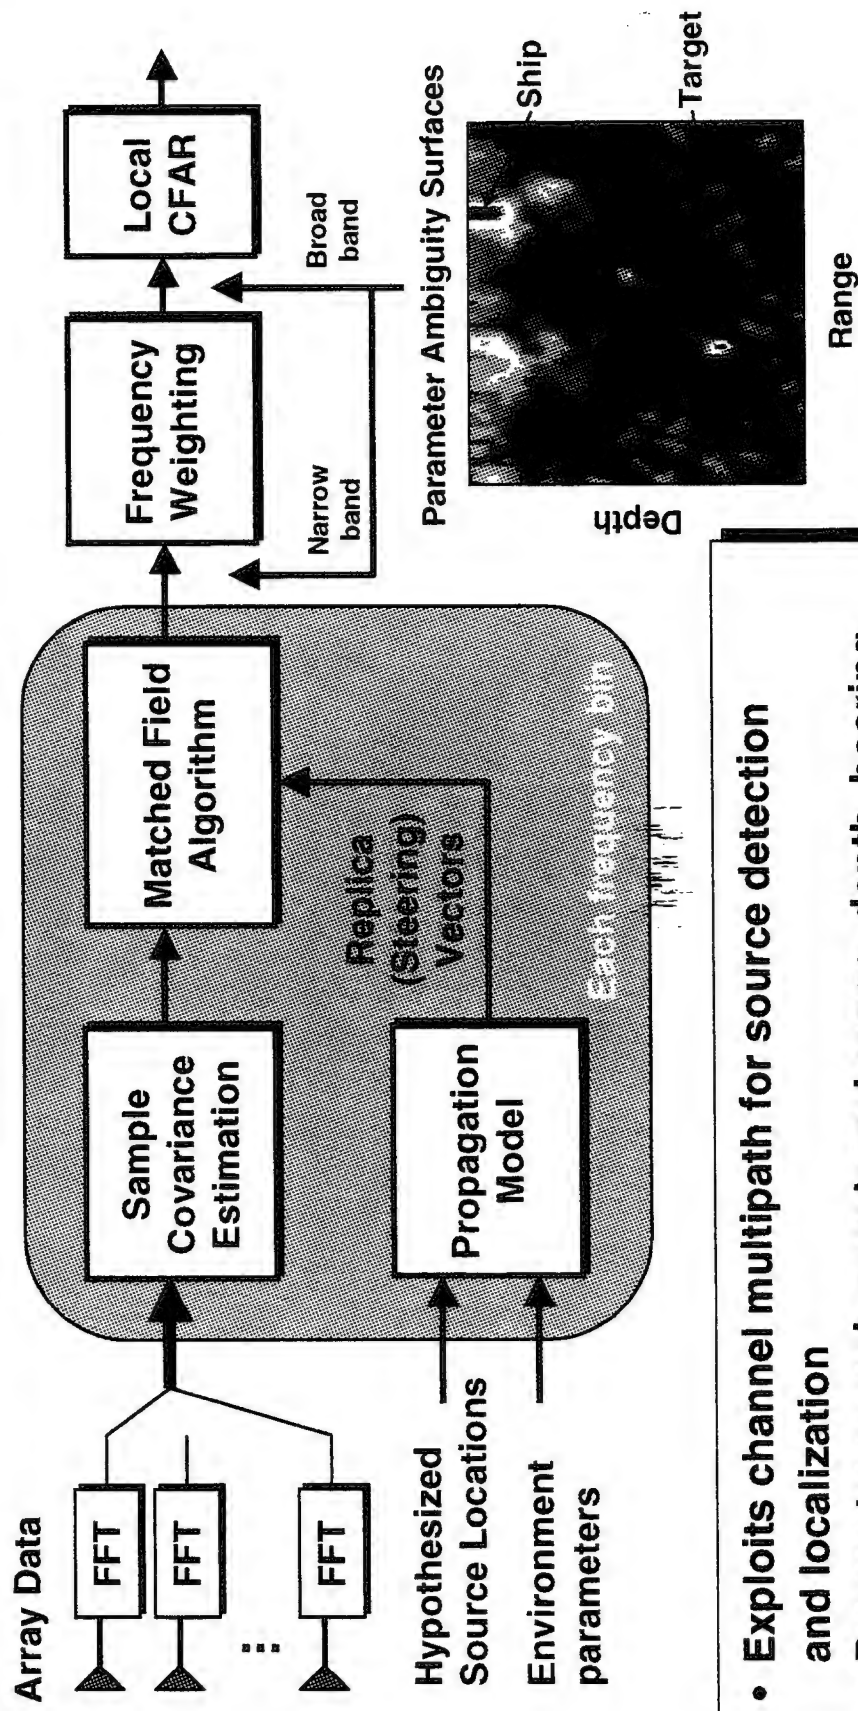 Array Data
FFT
FFT
...
FFT
Hypothesized
Source Locations
Environment
parameters
Sample
Covariance
Estimation
Propagation
Model
Matched Field
Algorithm
Replica
(Steering)
Vectors
Each frequency bin
Frequency
Weighting
Local
CFAR
Narrow
band
Broad
band
Parameter Ambiguity Surfaces
Ship
Target
Depth
Range
• Exploits channel multipath for source detection
and localization